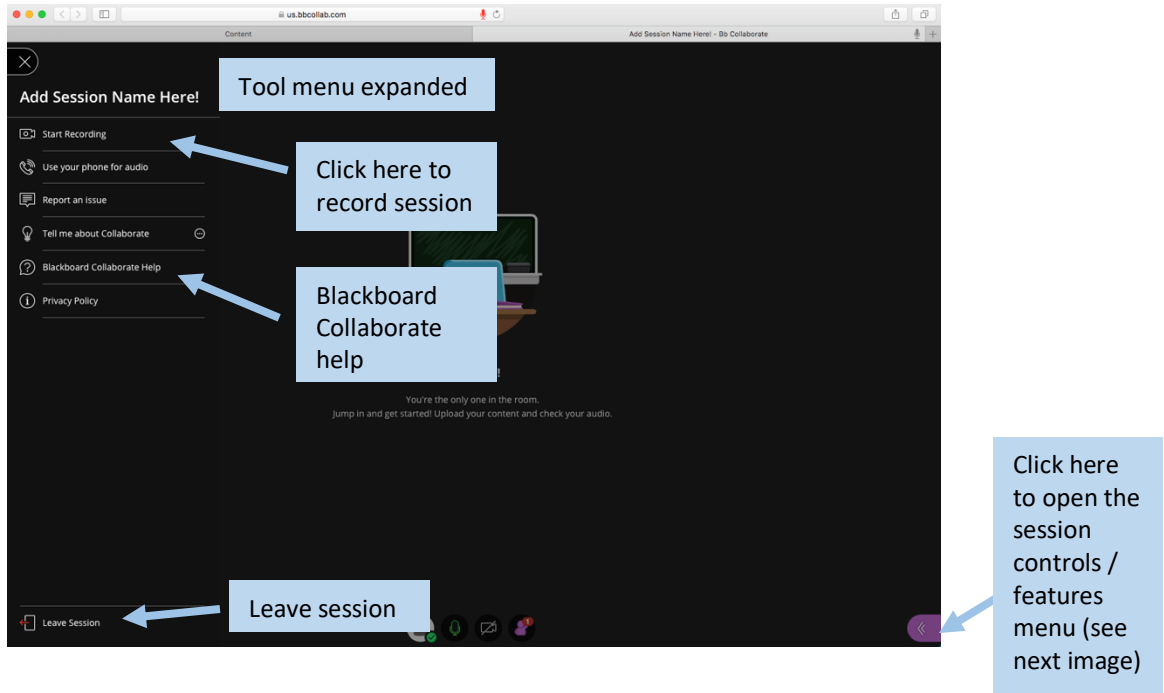 us.bbcollab.com
Content
Add Session Name Here! - Bb Collaborate
Add Session Name Here!
Tool menu expanded
Start Recording
Use your phone for audio
Report an issue
Tell me about Collaborate
Blackboard Collaborate Help
Privacy Policy
Click here to
record session
Blackboard
Collaborate
help
!
You're the only one in the room.
Jump in and get started! Upload your content and check your audio.
Click here
to open the
session
controls /
features
menu (see
next image)
Leave Session
Leave session
1